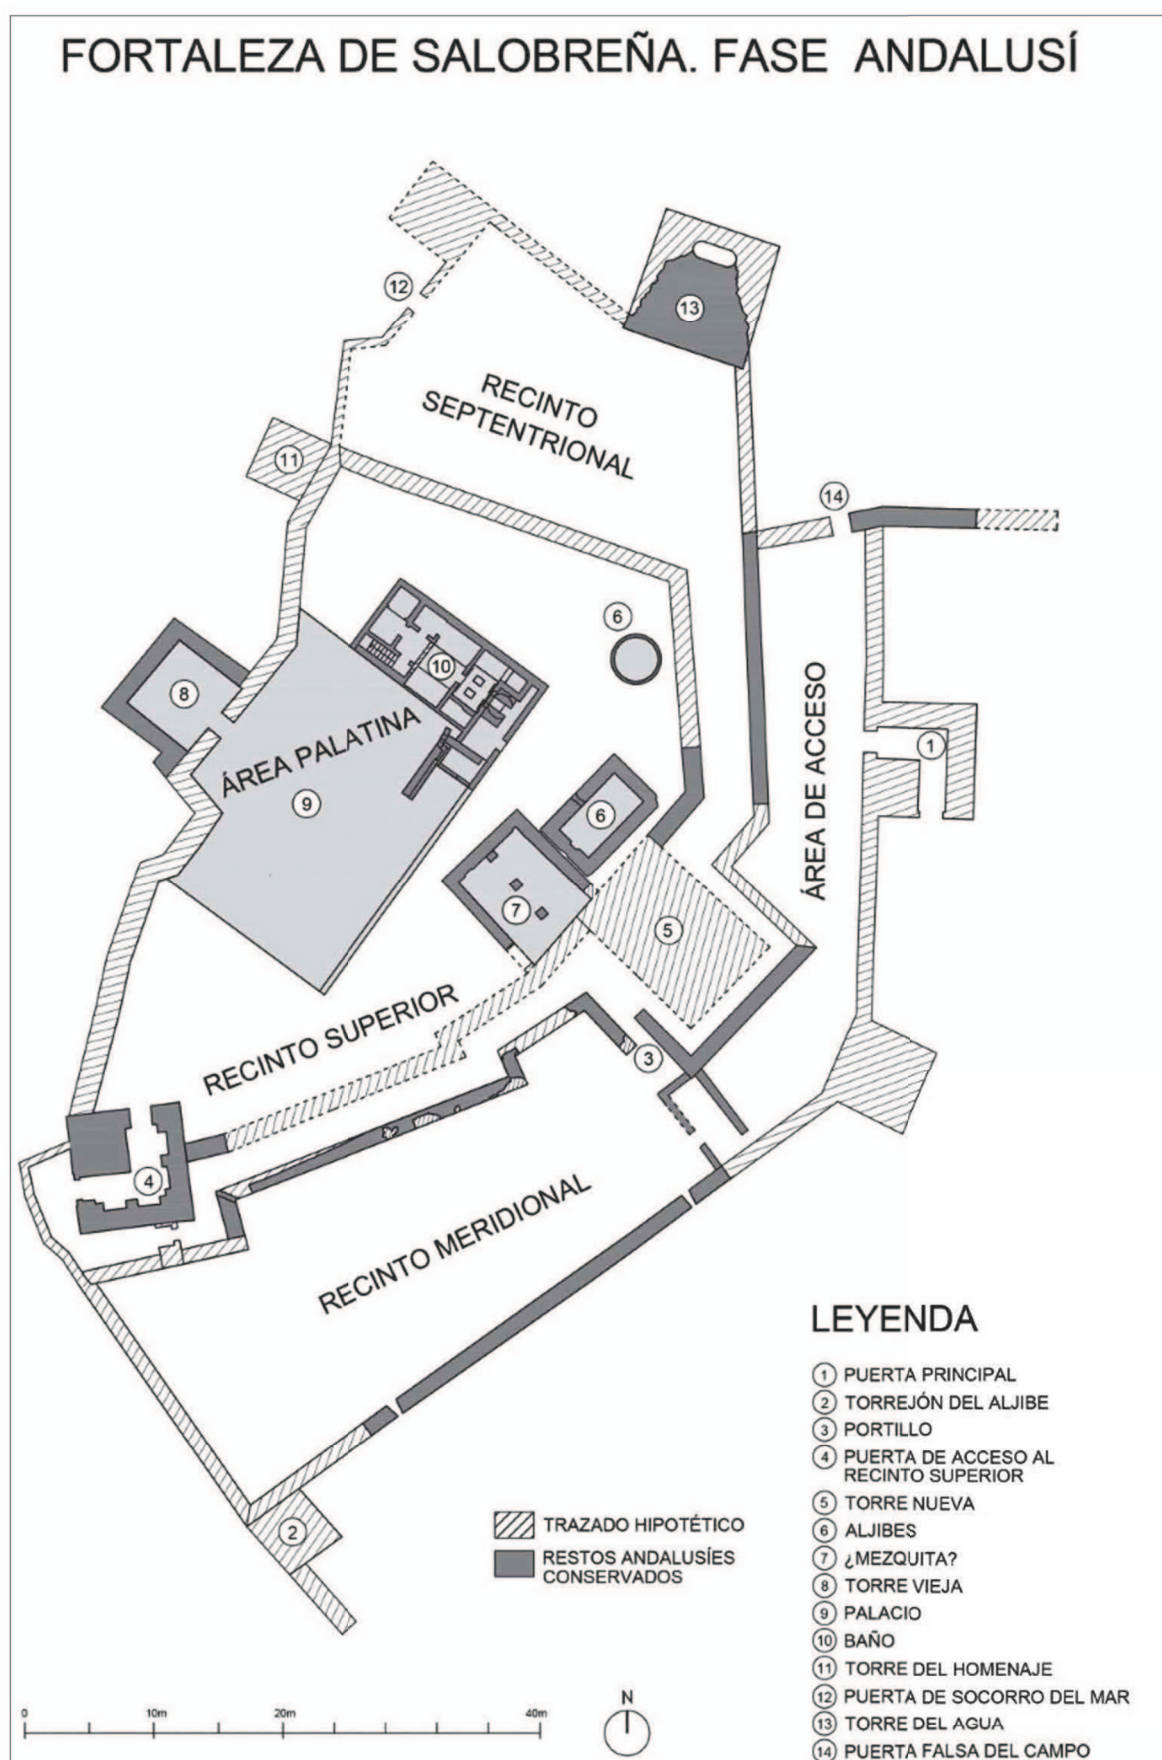 FORTALEZA DE SALOBREÑA. FASE ANDALUSÍ
12
13
RECINTO
SEPTENTRIONAL
11
14
6
10
8
ÁREA PALATINA
9
ÁREA DE ACCESO
1
6
7
5
RECINTO SUPERIOR
3
4
RECINTO MERIDIONAL
2
LEYENDA
1 PUERTA PRINCIPAL
2 TORREJÓN DEL ALJIBE
3 PORTILLO
4 PUERTA DE ACCESO AL
RECINTO SUPERIOR
5 TORRE NUEVA
6 ALJIBES
7 ¿MEZQUITA?
8 TORRE VIEJA
9 PALACIO
10 BAÑO
11 TORRE DEL HOMENAJE
12 PUERTA DE SOCORRO DEL MAR
13 TORRE DEL AGUA
14 PUERTA FALSA DEL CAMPO
TRAZADO HIPOTÉTICO
RESTOS ANDALUSÍES
CONSERVADOS
0 10m 20m 40m
N